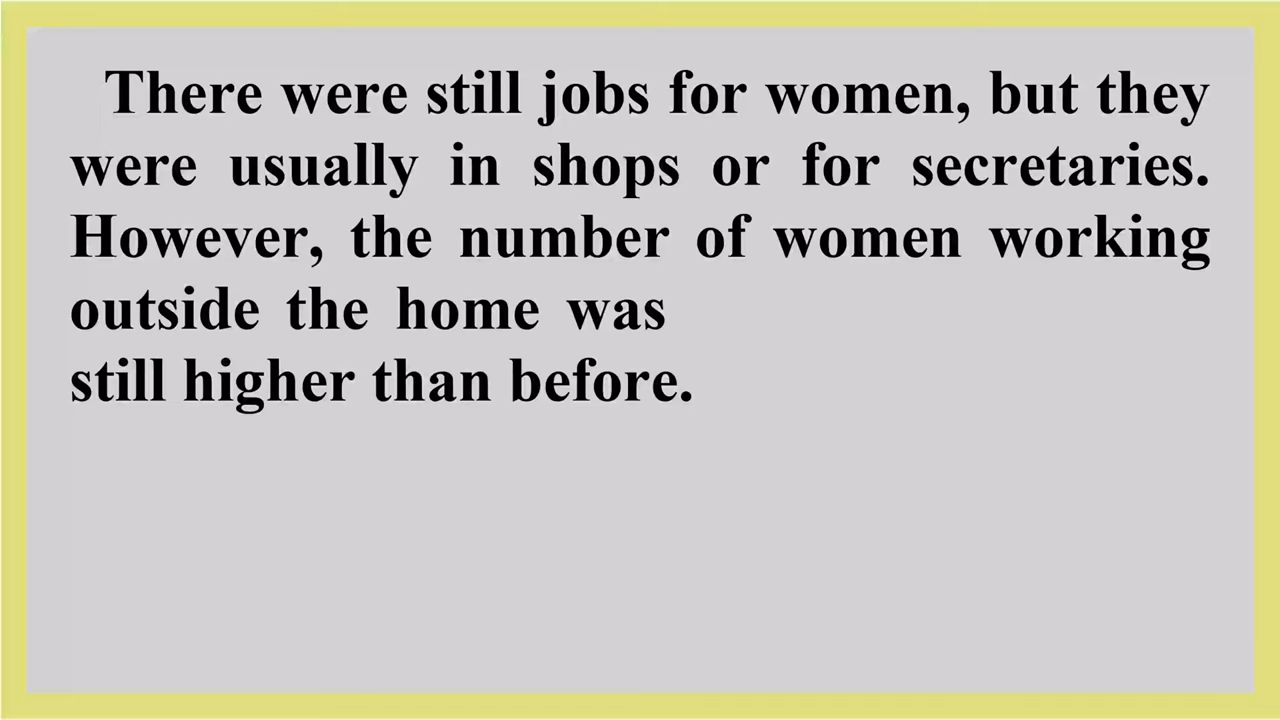 There were still jobs for women, but they
were usually in shops or for secretaries.
However, the number of women working
outside the home was
still higher than before.